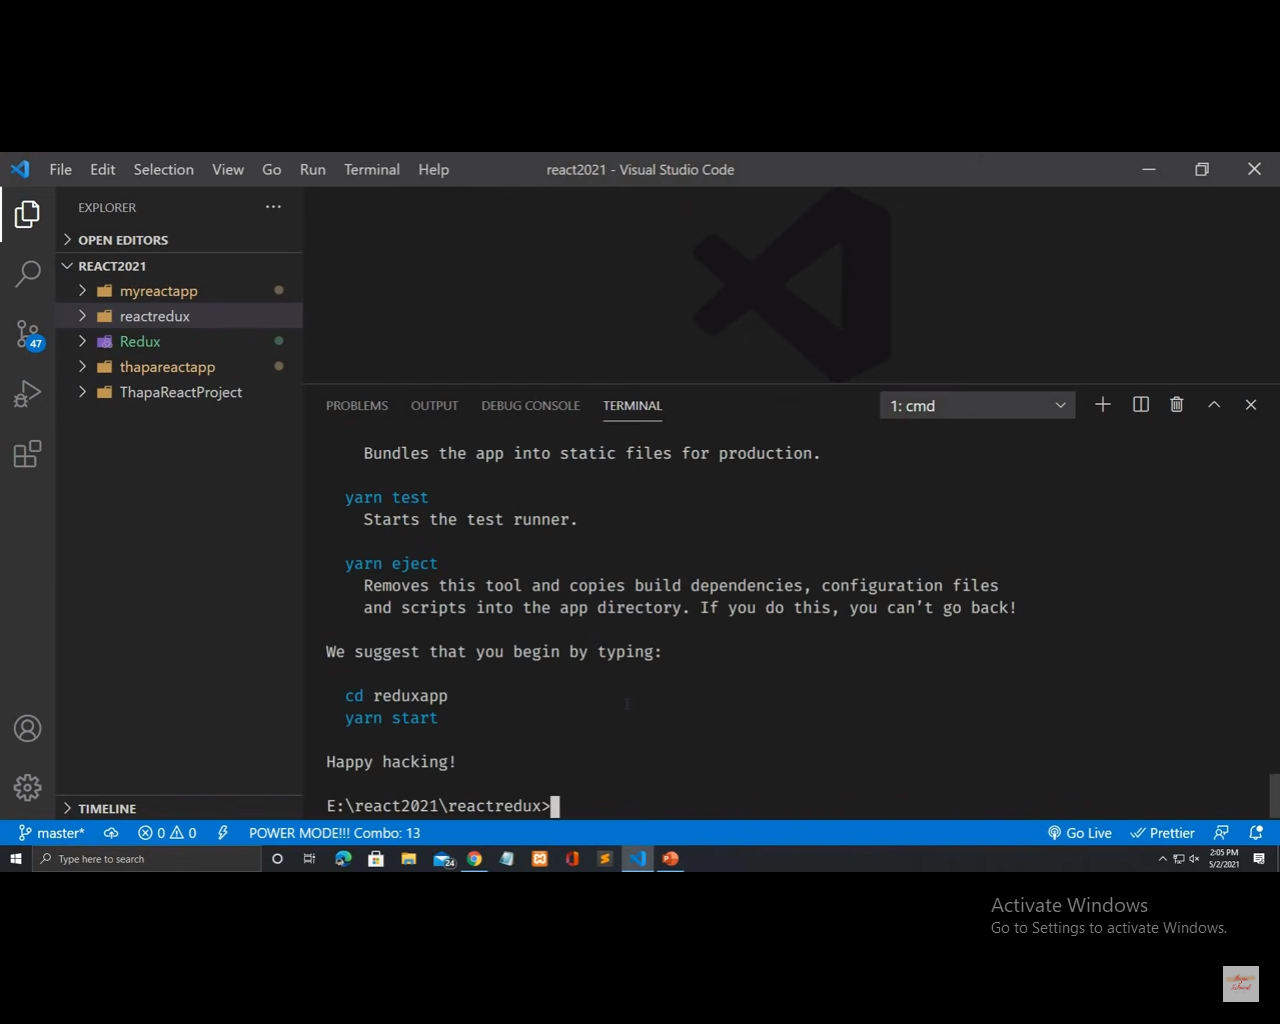 File Edit Selection View Go Run Terminal Help
react2021 - Visual Studio Code
EXPLORER
OPEN EDITORS
REACT2021
myreactapp
reactredux
Redux
thapareactapp
ThapaReactProject
TIMELINE
47
PROBLEMS OUTPUT DEBUG CONSOLE TERMINAL
1: cmd
Bundles the app into static files for production.
yarn test
Starts the test runner.
yarn eject
Removes this tool and copies build dependencies, configuration files
and scripts into the app directory. If you do this, you can’t go back!
We suggest that you begin by typing:
cd reduxapp
yarn start
Happy hacking!
E:\react2021\reactredux>
master* 0 0 POWER MODE!!! Combo: 13 Go Live Prettier
Type here to search
24
2:05 PM
5/2/2021
Activate Windows
Go to Settings to activate Windows.